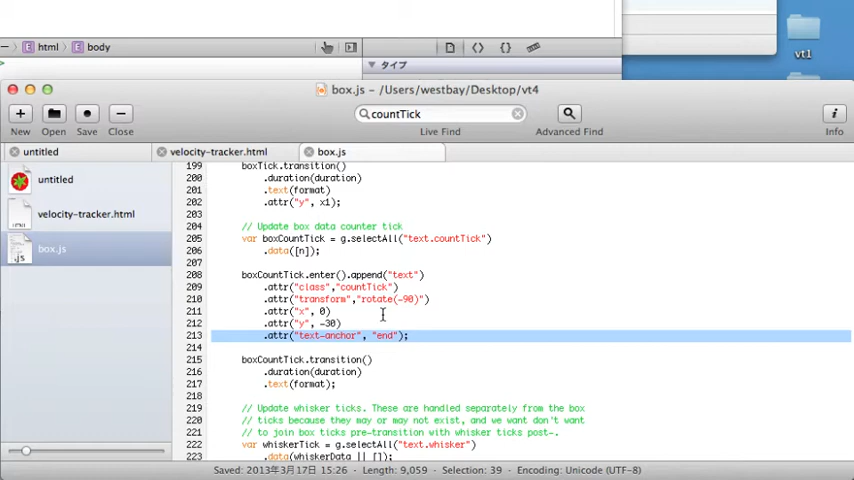 html
body
vt1
タイプ
box.js – /Users/westbay/Desktop/vt4
countTick
New
Open
Save
Close
Live Find
Advanced Find
Info
untitled
velocity-tracker.html
box.js
untitled
velocity-tracker.html
box.js
199 boxTick.transition()
200 .duration(duration)
201 .text(format)
202 .attr("y", x1);
203
204 // Update box data counter tick
205 var boxCountTick = g.selectAll("text.countTick")
206 .data([n]);
207
208 boxCountTick.enter().append("text")
209 .attr("class","countTick")
210 .attr("transform","rotate(-90)")
211 .attr("x", 0)
212 .attr("y", -30)
213 .attr("text-anchor", "end");
214
215 boxCountTick.transition()
216 .duration(duration)
217 .text(format);
218
219 // Update whisker ticks. These are handled separately from the box
220 // ticks because they may or may not exist, and we want don't want
221 // to join box ticks pre-transition with whisker ticks post-.
222 var whiskerTick = g.selectAll("text.whisker")
223 .data(whiskerData || []);
Saved: 2013年3月17日 15:26 – Length: 9,059 – Selection: 39 – Encoding: Unicode (UTF-8)